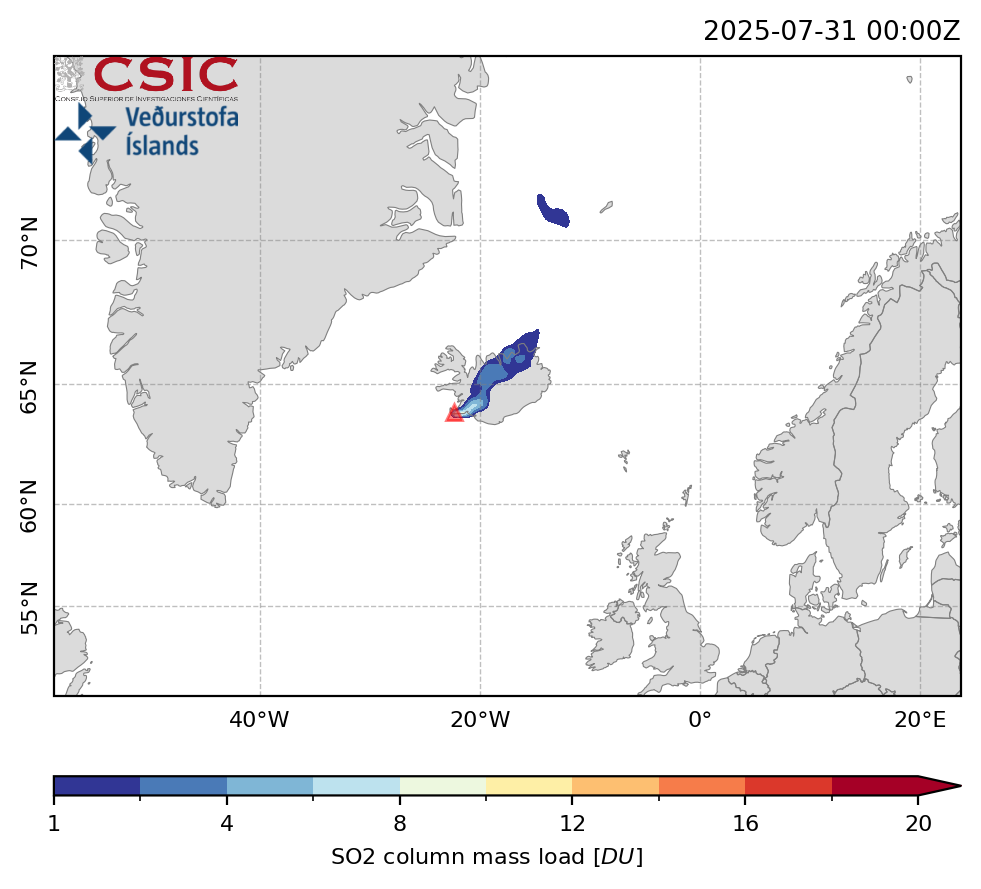 2025-07-31 00:00Z
CSIC
CONSEJO SUPERIOR DE INVESTIGACIONES CIENTÍFICAS
Veðurstofa
Íslands
70°N
65°N
60°N
55°N
40°W 20°W 0° 20°E
1 4 8 12 16 20
SO2 column mass load [DU]